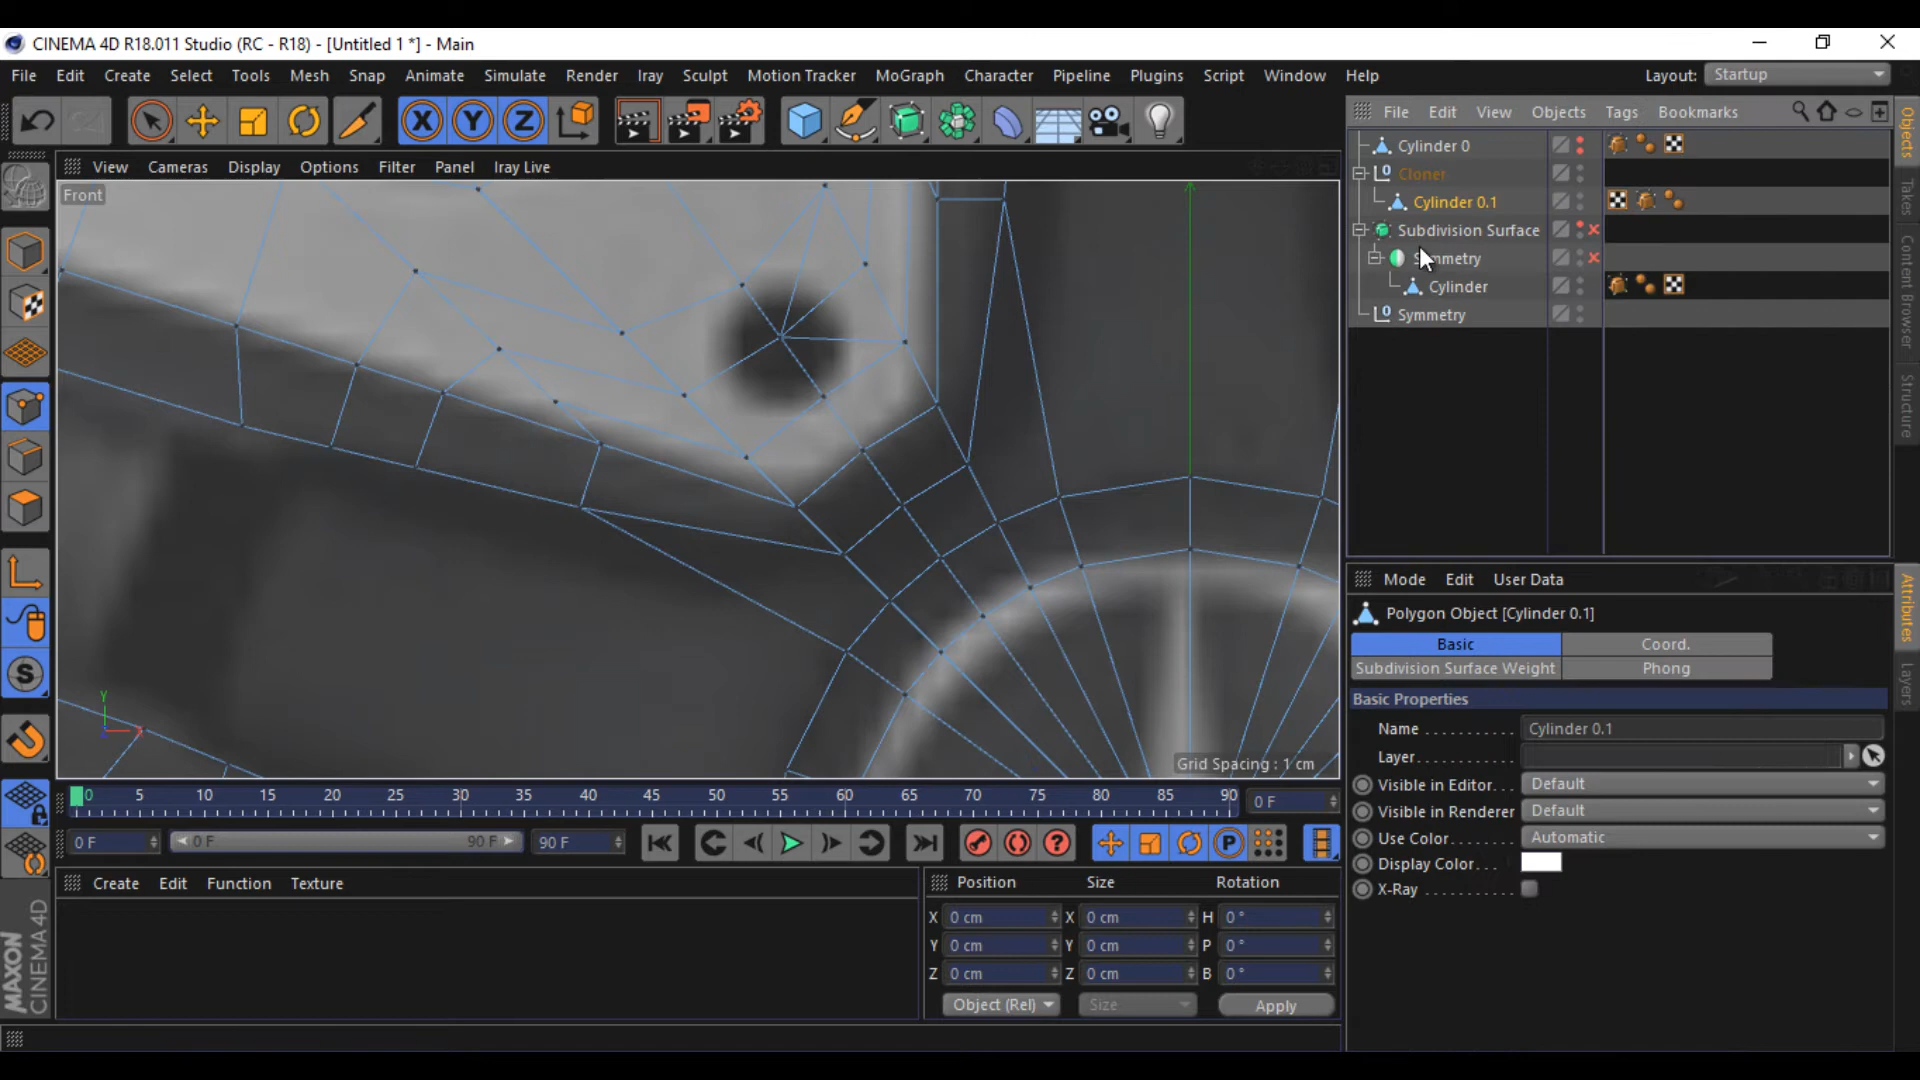 CINEMA 4D R18.011 Studio (RC - R18) - [Untitled 1 *] - Main
File Edit Create Select Tools Mesh Snap Animate Simulate Render Iray Sculpt Motion Tracker MoGraph Character Pipeline Plugins Script Window Help Layout: Startup
X Y Z
File Edit View Objects Tags Bookmarks
View Cameras Display Options Filter Panel Iray Live
Front
Cylinder 0
Cloner
Cylinder 0.1
Subdivision Surface
Symmetry
Cylinder
Symmetry
Objects
Takes
Content Browser
Structure
Mode Edit User Data
Polygon Object [Cylinder 0.1]
Basic Coord.
Subdivision Surface Weight Phong
Basic Properties
Name Cylinder 0.1
Layer
Visible in Editor Default
Visible in Renderer Default
Use Color Automatic
Display Color
X-Ray
Attributes
Layers
Y
X
Grid Spacing : 1 cm
0 5 10 15 20 25 30 35 40 45 50 55 60 65 70 75 80 85 90 0 F
0 F 0 F 90 F 90 F P
Create Edit Function Texture
Position Size Rotation
X 0 cm X 0 cm H 0 °
Y 0 cm Y 0 cm P 0 °
Z 0 cm Z 0 cm B 0 °
Object (Rel) Size Apply
MAXON
CINEMA 4D